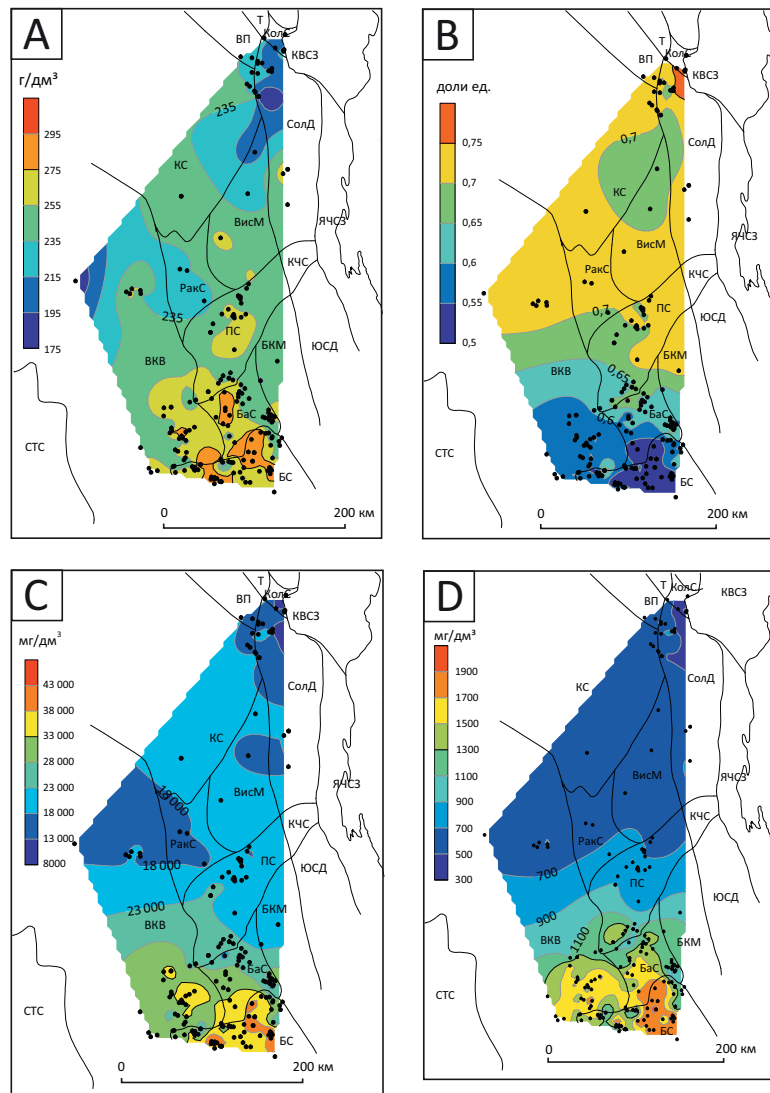 A
г/дм³
295
275
255
235
215
195
175
Т
ВП
КолС
КВСЗ
235
СолД
КС
ВисМ
ЯЧСЗ
КЧС
РакС
235
ПС
ЮСД
БКМ
ВКВ
БаС
СТС
БС
0
200 км
B
доли ед.
0,75
0,7
0,65
0,6
0,55
0,5
Т
ВП
КолС
КВСЗ
0,7
СолД
КС
ВисМ
ЯЧСЗ
КЧС
РакС
0,7
ПС
ЮСД
БКМ
ВКВ
0,65
БаС
0,6
СТС
БС
0
200 км
C
мг/дм³
43 000
38 000
33 000
28 000
23 000
18 000
13 000
8000
Т
ВП
КолС
КВСЗ
СолД
КС
ВисМ
ЯЧСЗ
18 000
КЧС
РакС
18 000
ПС
ЮСД
23 000
БКМ
ВКВ
БаС
СТС
БС
0
200 км
D
мг/дм³
1900
1700
1500
1300
1100
900
700
500
300
Т
ВП
КолС
КВСЗ
СолД
КС
ВисМ
ЯЧСЗ
КЧС
РакС
700
ПС
ЮСД
900
БКМ
ВКВ
1100
БаС
СТС
БС
0
200 км